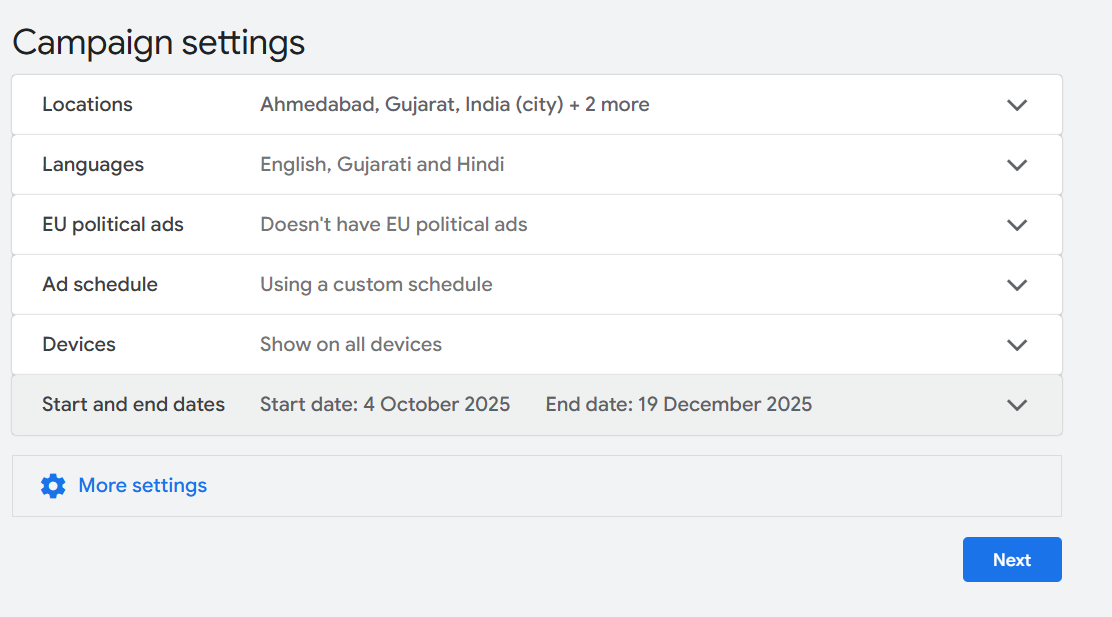 Campaign settings
Locations Ahmedabad, Gujarat, India (city) + 2 more
Languages English, Gujarati and Hindi
EU political ads Doesn't have EU political ads
Ad schedule Using a custom schedule
Devices Show on all devices
Start and end dates Start date: 4 October 2025 End date: 19 December 2025
More settings
Next